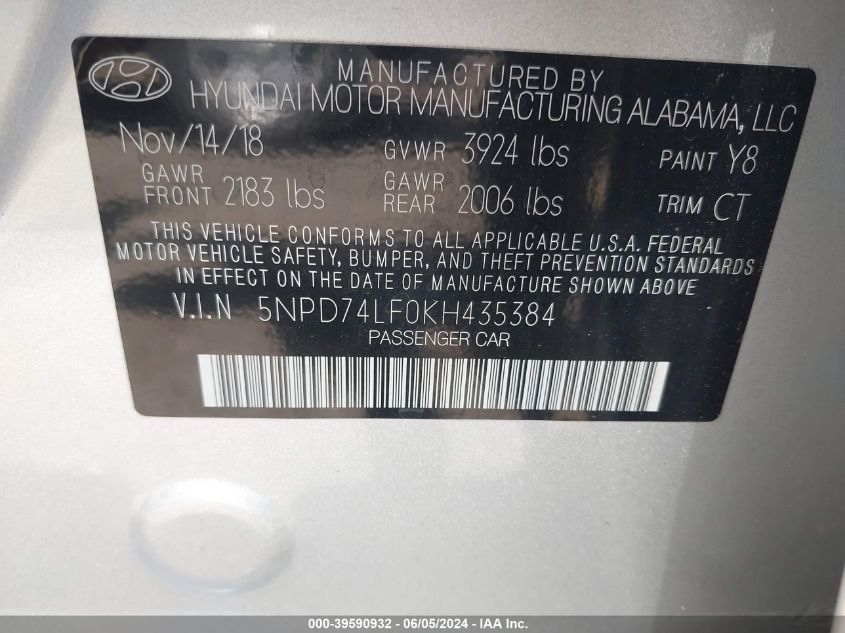 MANUFACTURED BY
HYUNDAI MOTOR MANUFACTURING ALABAMA, LLC
Nov/14/18 GVWR 3924 lbs PAINT Y8
GAWR FRONT 2183 lbs GAWR REAR 2006 lbs TRIM CT
THIS VEHICLE CONFORMS TO ALL APPLICABLE U.S.A. FEDERAL
MOTOR VEHICLE SAFETY, BUMPER, AND THEFT PREVENTION STANDARDS
IN EFFECT ON THE DATE OF MANUFACTURE SHOWN ABOVE
V.I.N 5NPD74LF0KH435384
PASSENGER CAR
000-39590932 - 06/05/2024 - IAA Inc.